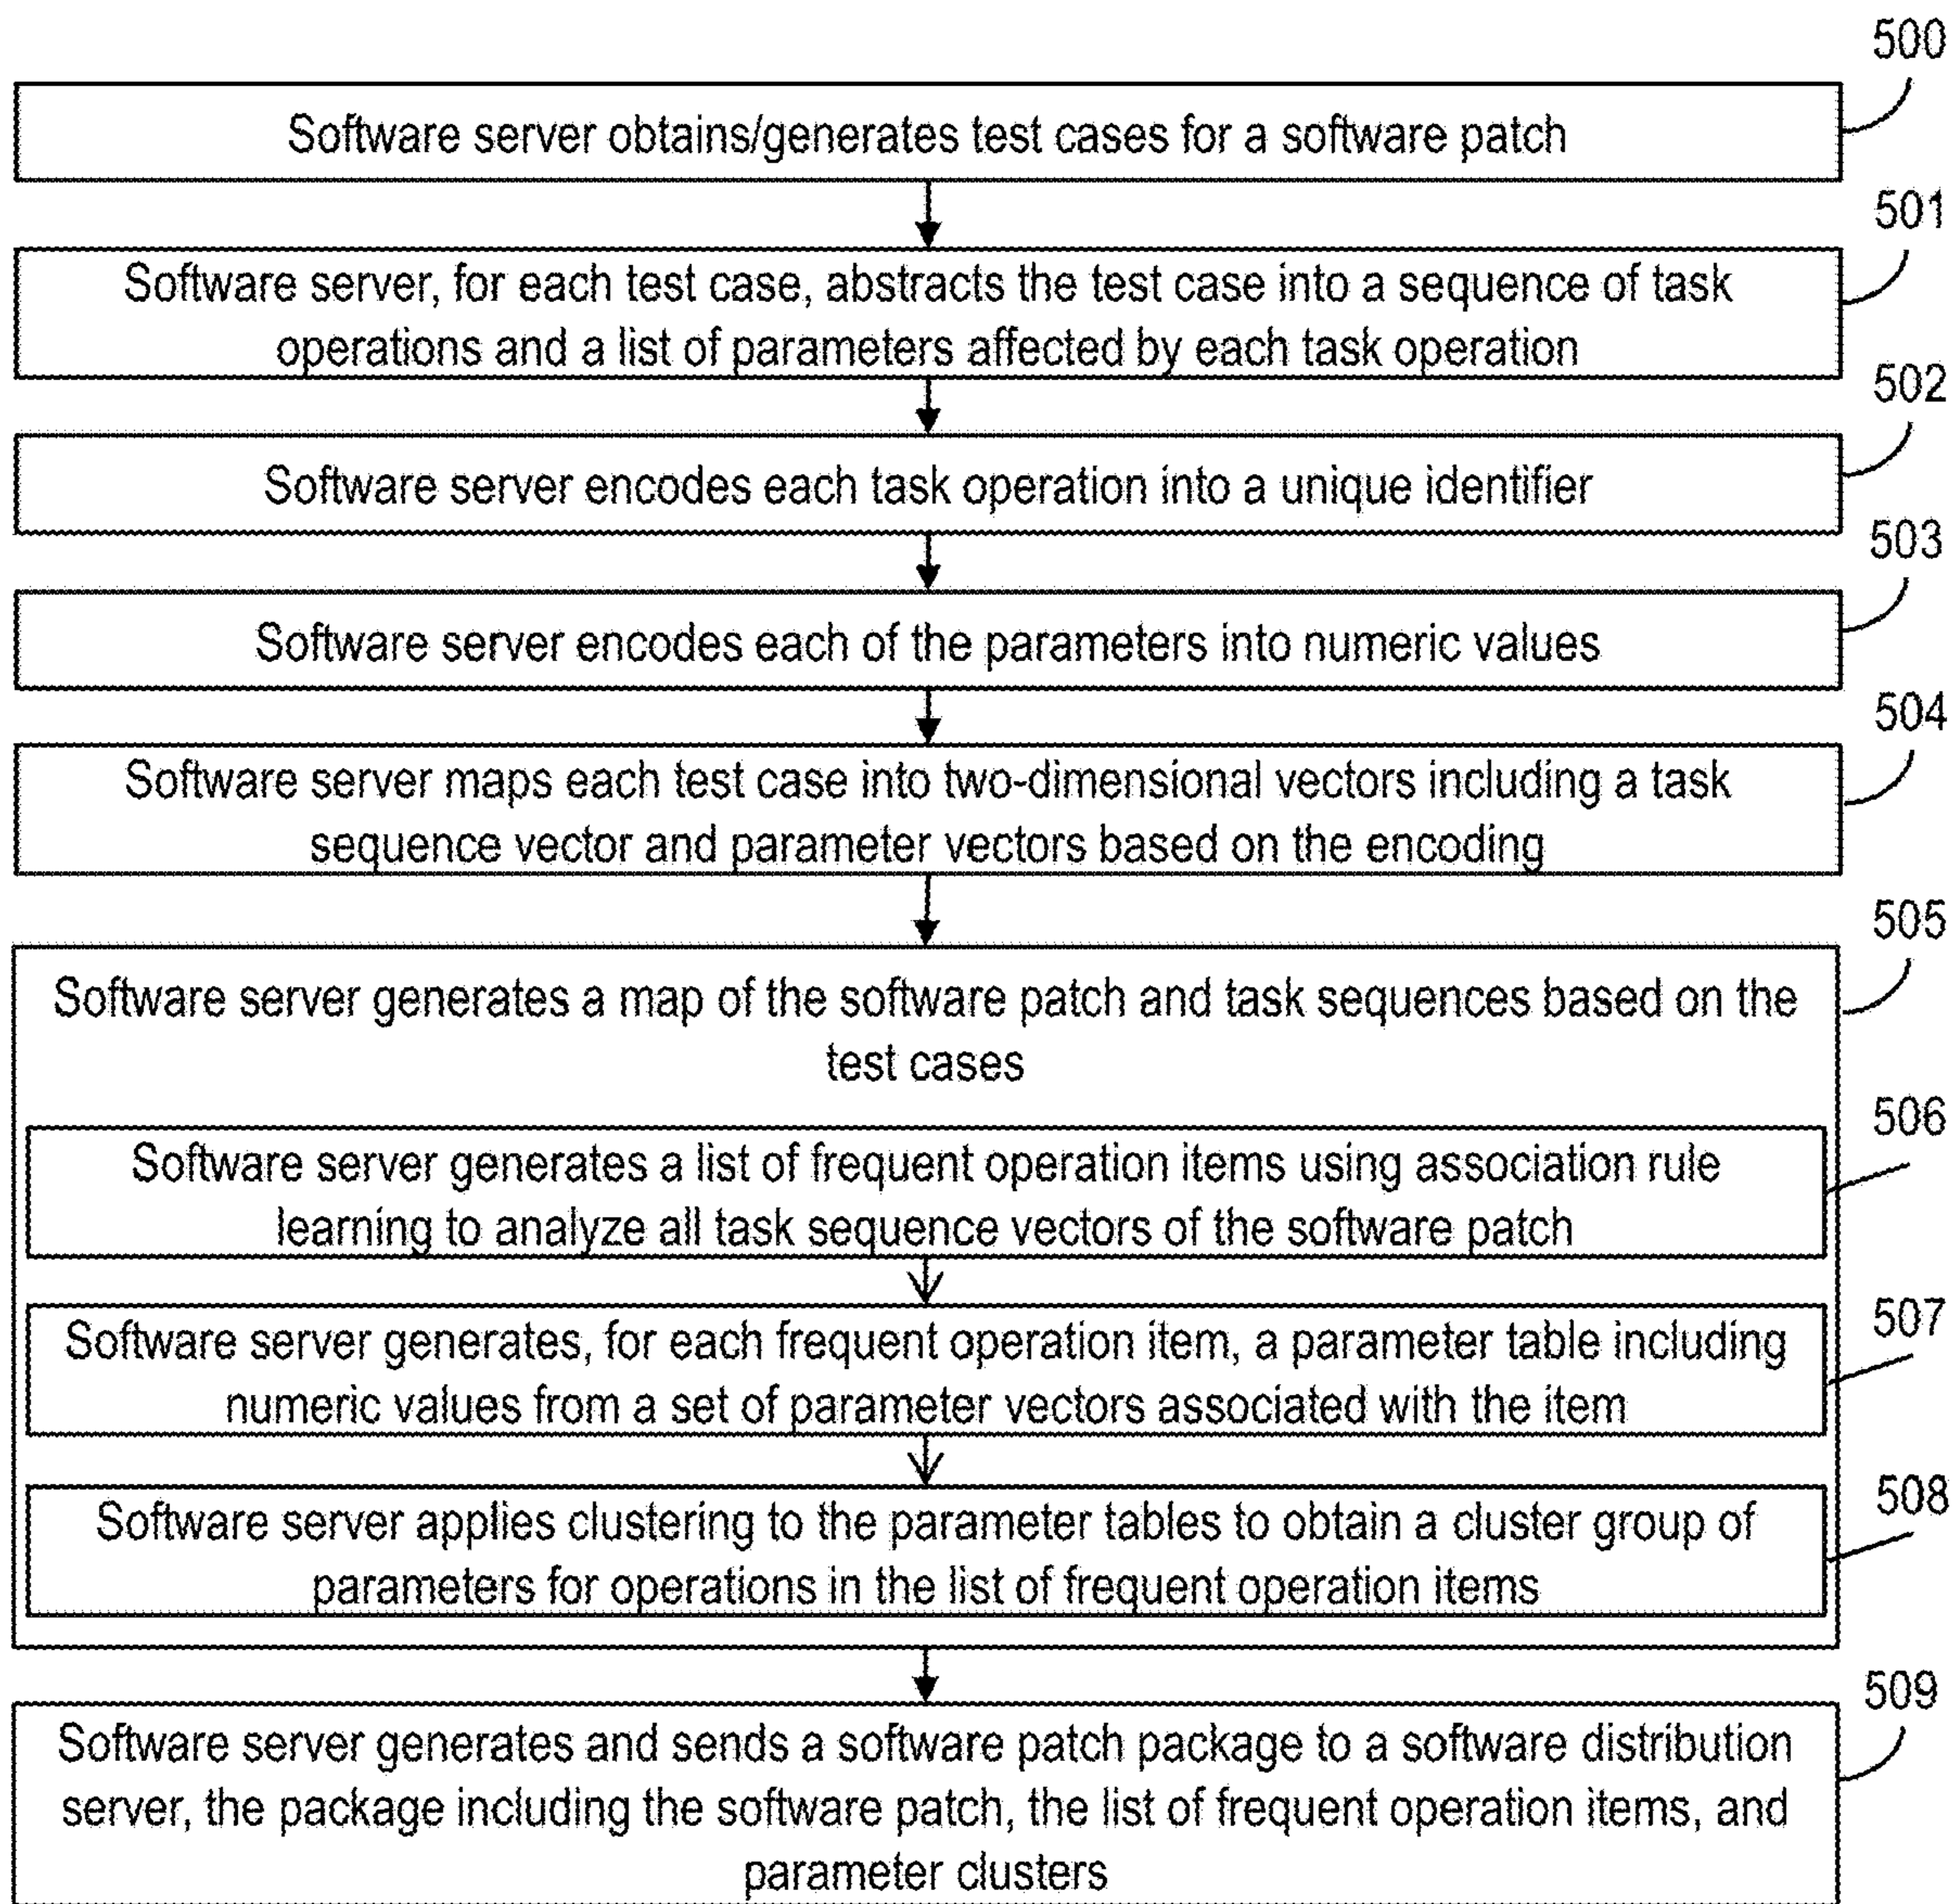 500
Software server obtains/generates test cases for a software patch
501
Software server, for each test case, abstracts the test case into a sequence of task
operations and a list of parameters affected by each task operation
502
Software server encodes each task operation into a unique identifier
503
Software server encodes each of the parameters into numeric values
504
Software server maps each test case into two-dimensional vectors including a task
sequence vector and parameter vectors based on the encoding
505
Software server generates a map of the software patch and task sequences based on the
test cases
506
Software server generates a list of frequent operation items using association rule
learning to analyze all task sequence vectors of the software patch
507
Software server generates, for each frequent operation item, a parameter table including
numeric values from a set of parameter vectors associated with the item
508
Software server applies clustering to the parameter tables to obtain a cluster group of
parameters for operations in the list of frequent operation items
509
Software server generates and sends a software patch package to a software distribution
server, the package including the software patch, the list of frequent operation items, and
parameter clusters